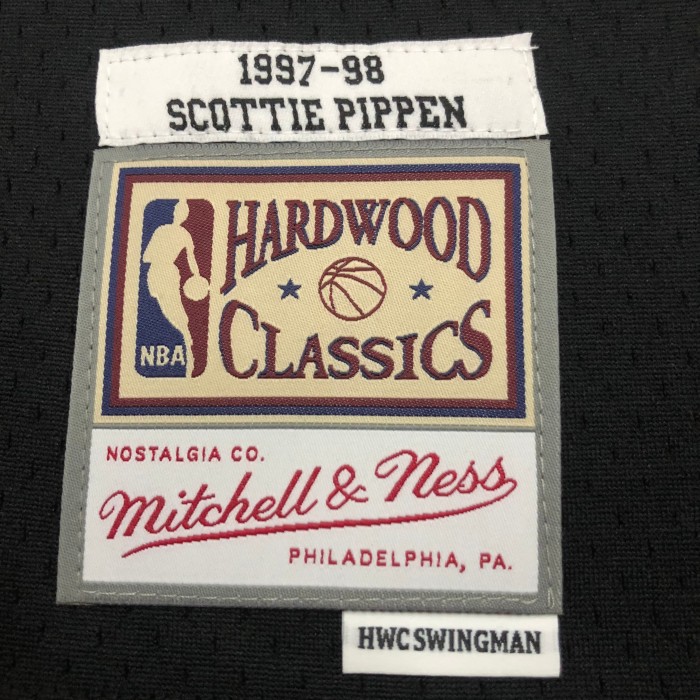 1997-98
SCOTTIE PIPPEN
HARDWOOD
CLASSICS
NBA
NOSTALGIA CO.
Mitchell & Ness
PHILADELPHIA, PA.
HWC SWINGMAN